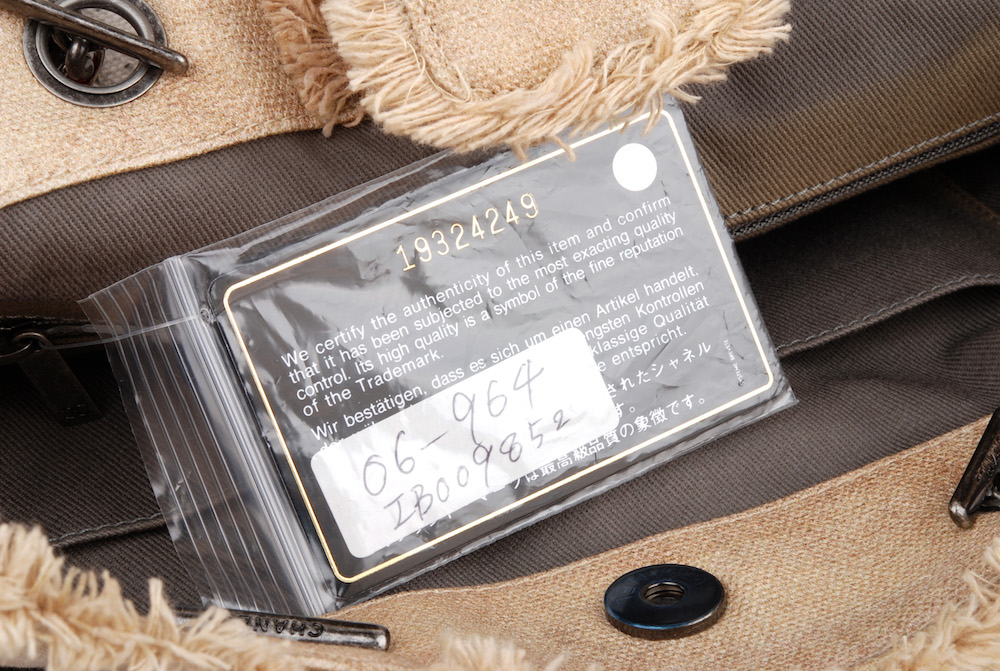 19324249
We certify the authenticity of this item and confirm
that it has been subjected to the most exacting quality
control. Its high quality is a symbol of the fine reputation
of the Trademark.
Wir bestätigen, dass es sich um einen Artikel handelt,
ngsten Kontrollen
klassige Qualität
entspricht.
されたシャネル
す。
は最高級品質の象徴です。
06-964
IB009852
CHAN